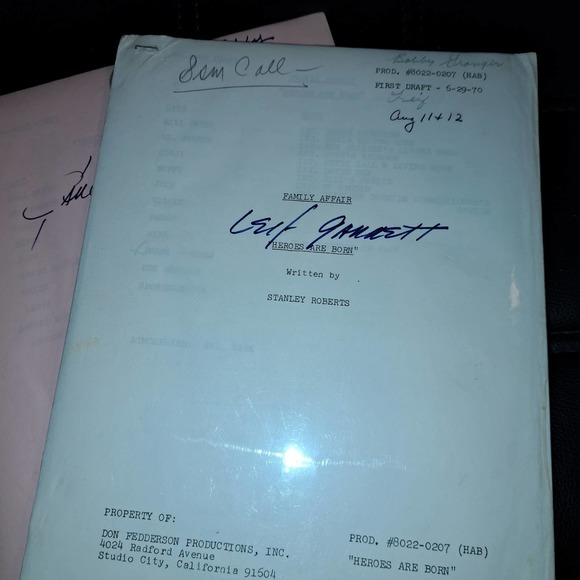 8am Call —
Bobby Granger
PROD. #8022-0207 (HAB)
FIRST DRAFT - 5-29-70
Leif
Aug 11 + 12
FAMILY AFFAIR
Leif Garrett
"HEROES ARE BORN"
Written by
STANLEY ROBERTS
PROPERTY OF:
DON FEDDERSON PRODUCTIONS, INC.
4024 Radford Avenue
Studio City, California 91604
PROD. #8022-0207 (HAB)
"HEROES ARE BORN"